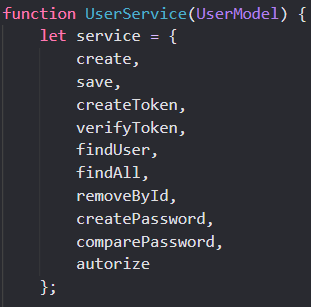 function UserService(UserModel) {
let service = {
create,
save,
createToken,
verifyToken,
findUser,
findAll,
removeById,
createPassword,
comparePassword,
autorize
};